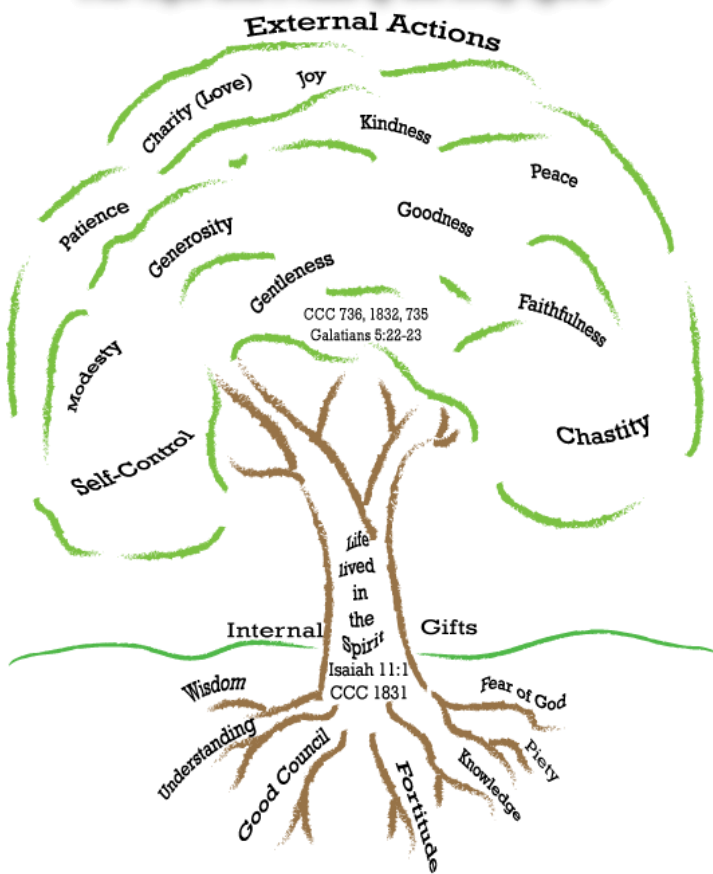 External Actions
Charity (Love)
Joy
Kindness
Peace
Patience
Generosity
Goodness
Gentleness
CCC 736, 1832, 735
Galatians 5:22-23
Faithfulness
Modesty
Self-Control
Chastity
Life
lived
in
the
Spirit
Internal
Gifts
Isaiah 11:1
CCC 1831
Wisdom
Understanding
Good Council
Fortitude
Knowledge
Piety
Fear of God